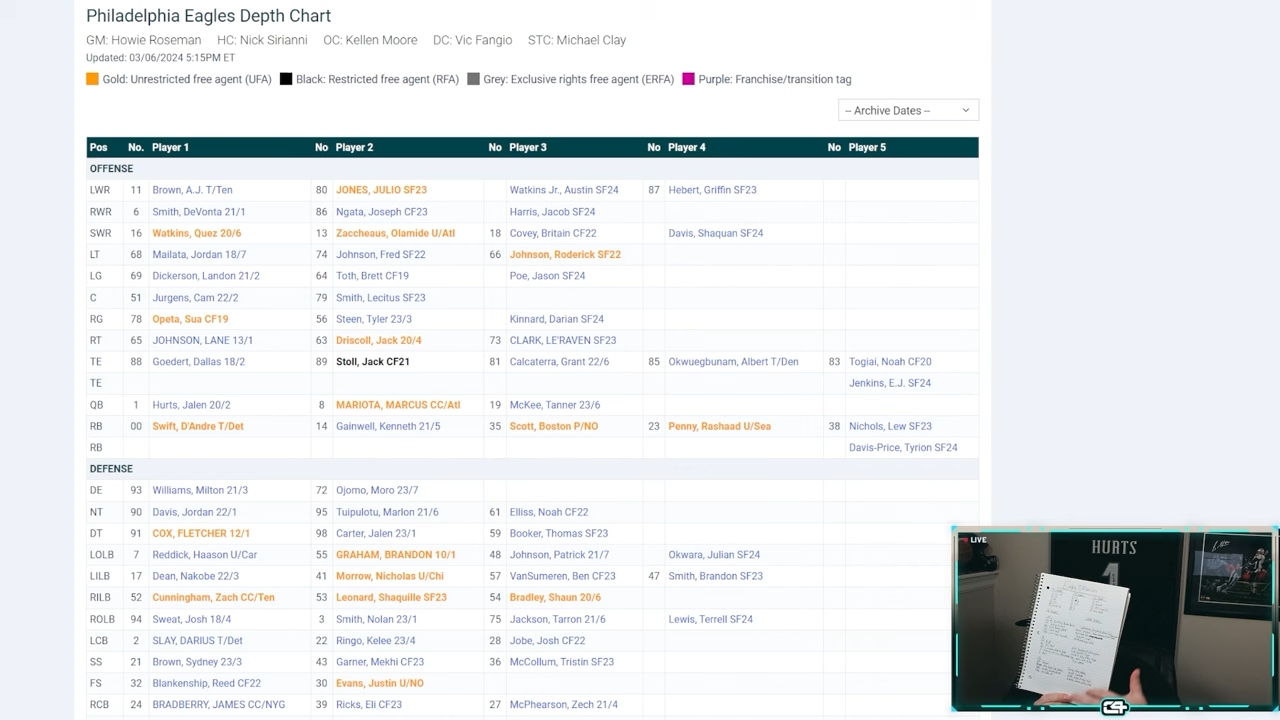 Philadelphia Eagles Depth Chart
GM: Howie Roseman HC: Nick Sirianni OC: Kellen Moore DC: Vic Fangio STC: Michael Clay
Updated: 03/06/2024 5:15PM ET
Gold: Unrestricted free agent (UFA) Black: Restricted free agent (RFA) Grey: Exclusive rights free agent (ERFA) Purple: Franchise/transition tag
-- Archive Dates --
Pos No. Player 1 No Player 2 No Player 3 No Player 4 No Player 5
OFFENSE
LWR 11 Brown, A.J. T/Ten 80 JONES, JULIO SF23 Watkins Jr., Austin SF24 87 Hebert, Griffin SF23
RWR 6 Smith, DeVonta 21/1 86 Ngata, Joseph CF23 Harris, Jacob SF24
SWR 16 Watkins, Quez 20/6 13 Zaccheaus, Olamide U/Atl 18 Covey, Britain CF22 Davis, Shaquan SF24
LT 68 Mailata, Jordan 18/7 74 Johnson, Fred SF22 66 Johnson, Roderick SF22
LG 69 Dickerson, Landon 21/2 64 Toth, Brett CF19 Poe, Jason SF24
C 51 Jurgens, Cam 22/2 79 Smith, Lecitus SF23
RG 78 Opeta, Sua CF19 56 Steen, Tyler 23/3 Kinnard, Darian SF24
RT 65 JOHNSON, LANE 13/1 63 Driscoll, Jack 20/4 73 CLARK, LE'RAVEN SF23
TE 88 Goedert, Dallas 18/2 89 Stoll, Jack CF21 81 Calcaterra, Grant 22/6 85 Okwuegbunam, Albert T/Den 83 Togiai, Noah CF20
TE Jenkins, E.J. SF24
QB 1 Hurts, Jalen 20/2 8 MARIOTA, MARCUS CC/Atl 19 McKee, Tanner 23/6
RB 00 Swift, D'Andre T/Det 14 Gainwell, Kenneth 21/5 35 Scott, Boston P/NO 23 Penny, Rashaad U/Sea 38 Nichols, Lew SF23
RB Davis-Price, Tyrion SF24
DEFENSE
DE 93 Williams, Milton 21/3 72 Ojomo, Moro 23/7
NT 90 Davis, Jordan 22/1 95 Tuipulotu, Marlon 21/6 61 Elliss, Noah CF22
DT 91 COX, FLETCHER 12/1 98 Carter, Jalen 23/1 59 Booker, Thomas SF23
LOLB 7 Reddick, Haason U/Car 55 GRAHAM, BRANDON 10/1 48 Johnson, Patrick 21/7 Okwara, Julian SF24
LILB 17 Dean, Nakobe 22/3 41 Morrow, Nicholas U/Chi 57 VanSumeren, Ben CF23 47 Smith, Brandon SF23
RILB 52 Cunningham, Zach CC/Ten 53 Leonard, Shaquille SF23 54 Bradley, Shaun 20/6
ROLB 94 Sweat, Josh 18/4 3 Smith, Nolan 23/1 75 Jackson, Tarron 21/6 Lewis, Terrell SF24
LCB 2 SLAY, DARIUS T/Det 22 Ringo, Kelee 23/4 28 Jobe, Josh CF22
SS 21 Brown, Sydney 23/3 43 Garner, Mekhi CF23 36 McCollum, Tristin SF23
FS 32 Blankenship, Reed CF22 30 Evans, Justin U/NO
RCB 24 BRADBERRY, JAMES CC/NYG 39 Ricks, Eli CF23 27 McPhearson, Zech 21/4
LIVE
HURTS
1